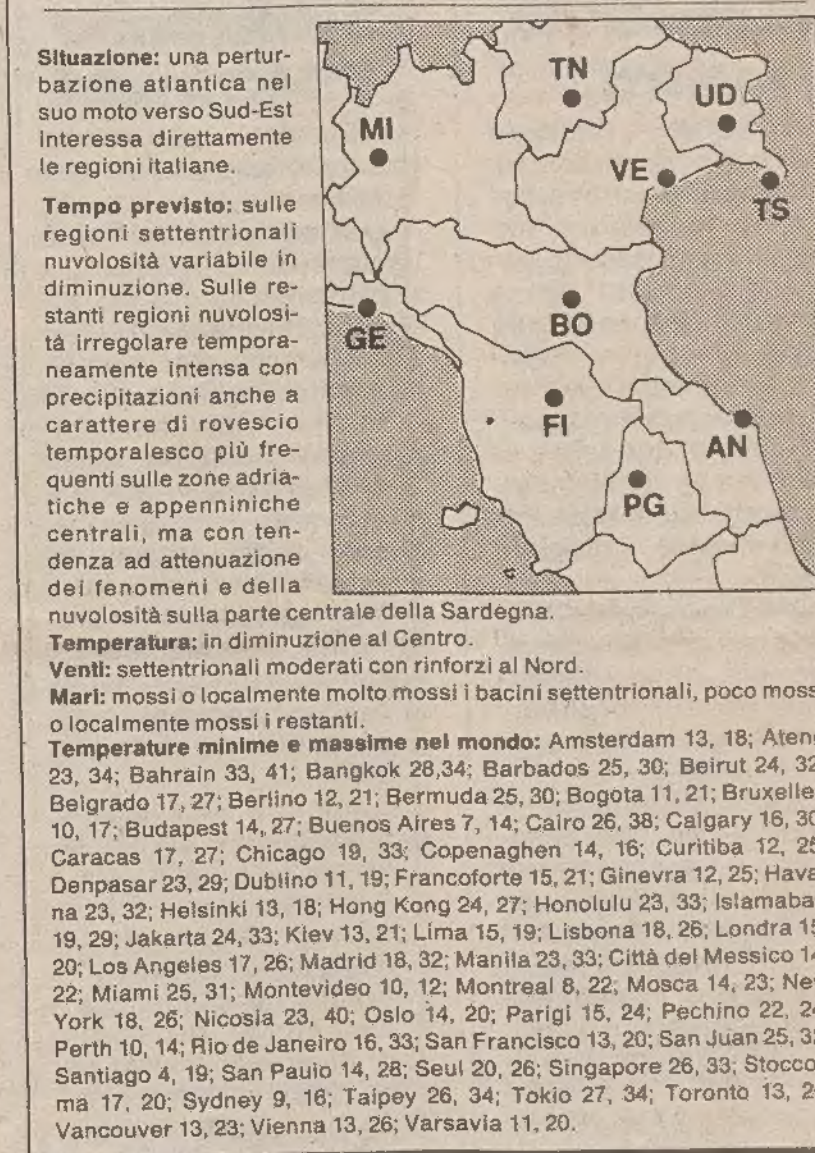 Situazione: una pertur-
bazione atlantica nel
suo moto verso Sud-Est
interessa direttamente
le regioni italiane.
Tempo previsto: sulle
regioni settentrionali
nuvolosità variabile in
diminuzione. Sulle re-
stanti regioni nuvolosi-
tà irregolare tempora-
neamente intensa con
precipitazioni anche a
carattere di rovescio
temporalesco più fre-
quenti sulle zone adria-
tiche e appenniniche
centrali, ma con ten-
denza ad attenuazione
dei fenomeni e della
nuvolosità sulla parte centrale della Sardegna.
Temperatura: in diminuzione al Centro.
Venti: settentrionali moderati con rinforzi al Nord.
Mari: mossi o localmente molto mossi i bacini settentrionali, poco moss
o localmente mossi i restanti.
Temperature minime e massime nel mondo: Amsterdam 13, 18; Atene
23, 34; Bahrain 33, 41; Bangkok 28,34; Barbados 25, 30; Beirut 24, 32
Belgrado 17, 27; Berlino 12, 21; Bermuda 25, 30; Bogota 11, 21; Bruxelle
10, 17; Budapest 14, 27; Buenos Aires 7, 14; Cairo 26, 38; Calgary 16, 30
Caracas 17, 27; Chicago 19, 33; Copenaghen 14, 16; Curitiba 12, 25
Denpasar 23, 29; Dublino 11, 19; Francoforte 15, 21; Ginevra 12, 25; Hava
na 23, 32; Helsinki 13, 18; Hong Kong 24, 27; Honolulu 23, 33; Islamaba
19, 29; Jakarta 24, 33; Kiev 13, 21; Lima 15, 19; Lisbona 18, 26; Londra 15
20; Los Angeles 17, 26; Madrid 18, 32; Manila 23, 33; Città del Messico 14
22; Miami 25, 31; Montevideo 10, 12; Montreal 8, 22; Mosca 14, 23; New
York 18, 26; Nicosia 23, 40; Oslo 14, 20; Parigi 15, 24; Pechino 22, 24
Perth 10, 14; Rio de Janeiro 16, 33; San Francisco 13, 20; San Juan 25,
Santiago 4, 19; San Paulo 14, 28; Seul 20, 26; Singapore 26, 33; Stocco
ma 17, 20; Sydney 9, 16; Taipey 26, 34; Tokio 27, 34; Toronto 13,
Vancouver 13, 23; Vienna 13, 26; Varsavia 11, 20.
TN
UD
MI
VE
TS
BO
GE
FI
AN
PG